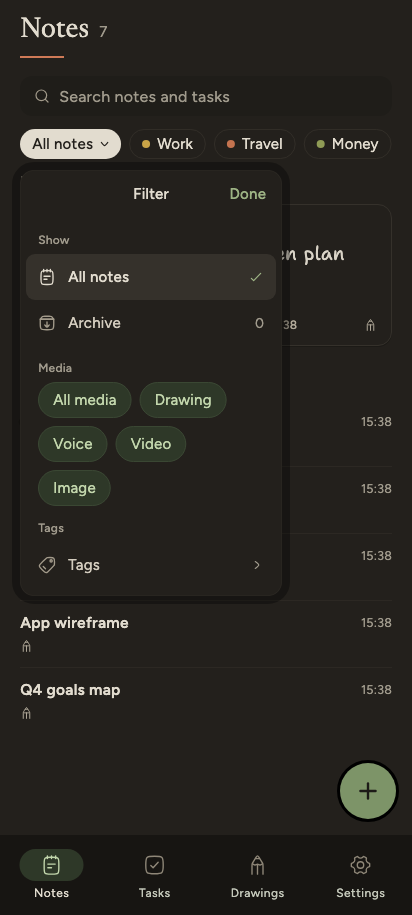 Notes 7
Search notes and tasks
All notes Work Travel Money
Filter Done
Show
All notes
Archive 0
Media
All media Drawing
Voice Video
Image
Tags
Tags
plan
38
15:38
15:38
15:38
App wireframe 15:38
Q4 goals map 15:38
Notes Tasks Drawings Settings